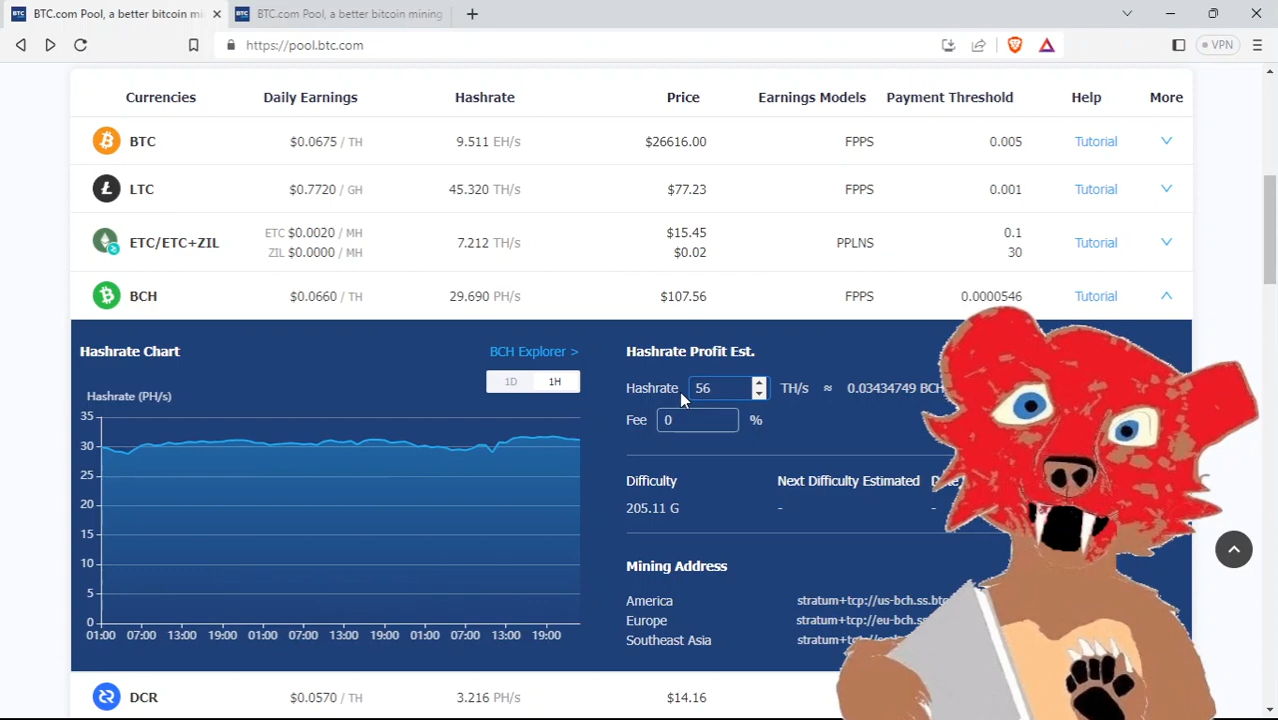 BTC.com Pool, a better bitcoin mi
BTC.com Pool, a better bitcoin mining
https://pool.btc.com
VPN
Currencies Daily Earnings Hashrate Price Earnings Models Payment Threshold Help More
BTC $0.0675 / TH 9.511 EH/s $26616.00 FPPS 0.005 Tutorial
LTC $0.7720 / GH 45.320 TH/s $77.23 FPPS 0.001 Tutorial
ETC/ETC+ZIL ETC $0.0020 / MH 7.212 TH/s $15.45 PPLNS 0.1 Tutorial
ZIL $0.0000 / MH $0.02 30
BCH $0.0660 / TH 29.690 PH/s $107.56 FPPS 0.0000546 Tutorial
Hashrate Chart BCH Explorer >
1D 1H
Hashrate (PH/s)
35
30
25
20
15
10
5
0
01:00 07:00 13:00 19:00 01:00 07:00 13:00 19:00 01:00 07:00 13:00 19:00
Hashrate Profit Est.
Hashrate 56 TH/s ≈ 0.03434749 BCH
Fee 0 %
Difficulty Next Difficulty Estimated
205.11 G - -
Mining Address
America stratum+tcp://us-bch.ss.btc
Europe stratum+tcp://eu-bch.ss
Southeast Asia
DCR $0.0570 / TH 3.216 PH/s $14.16